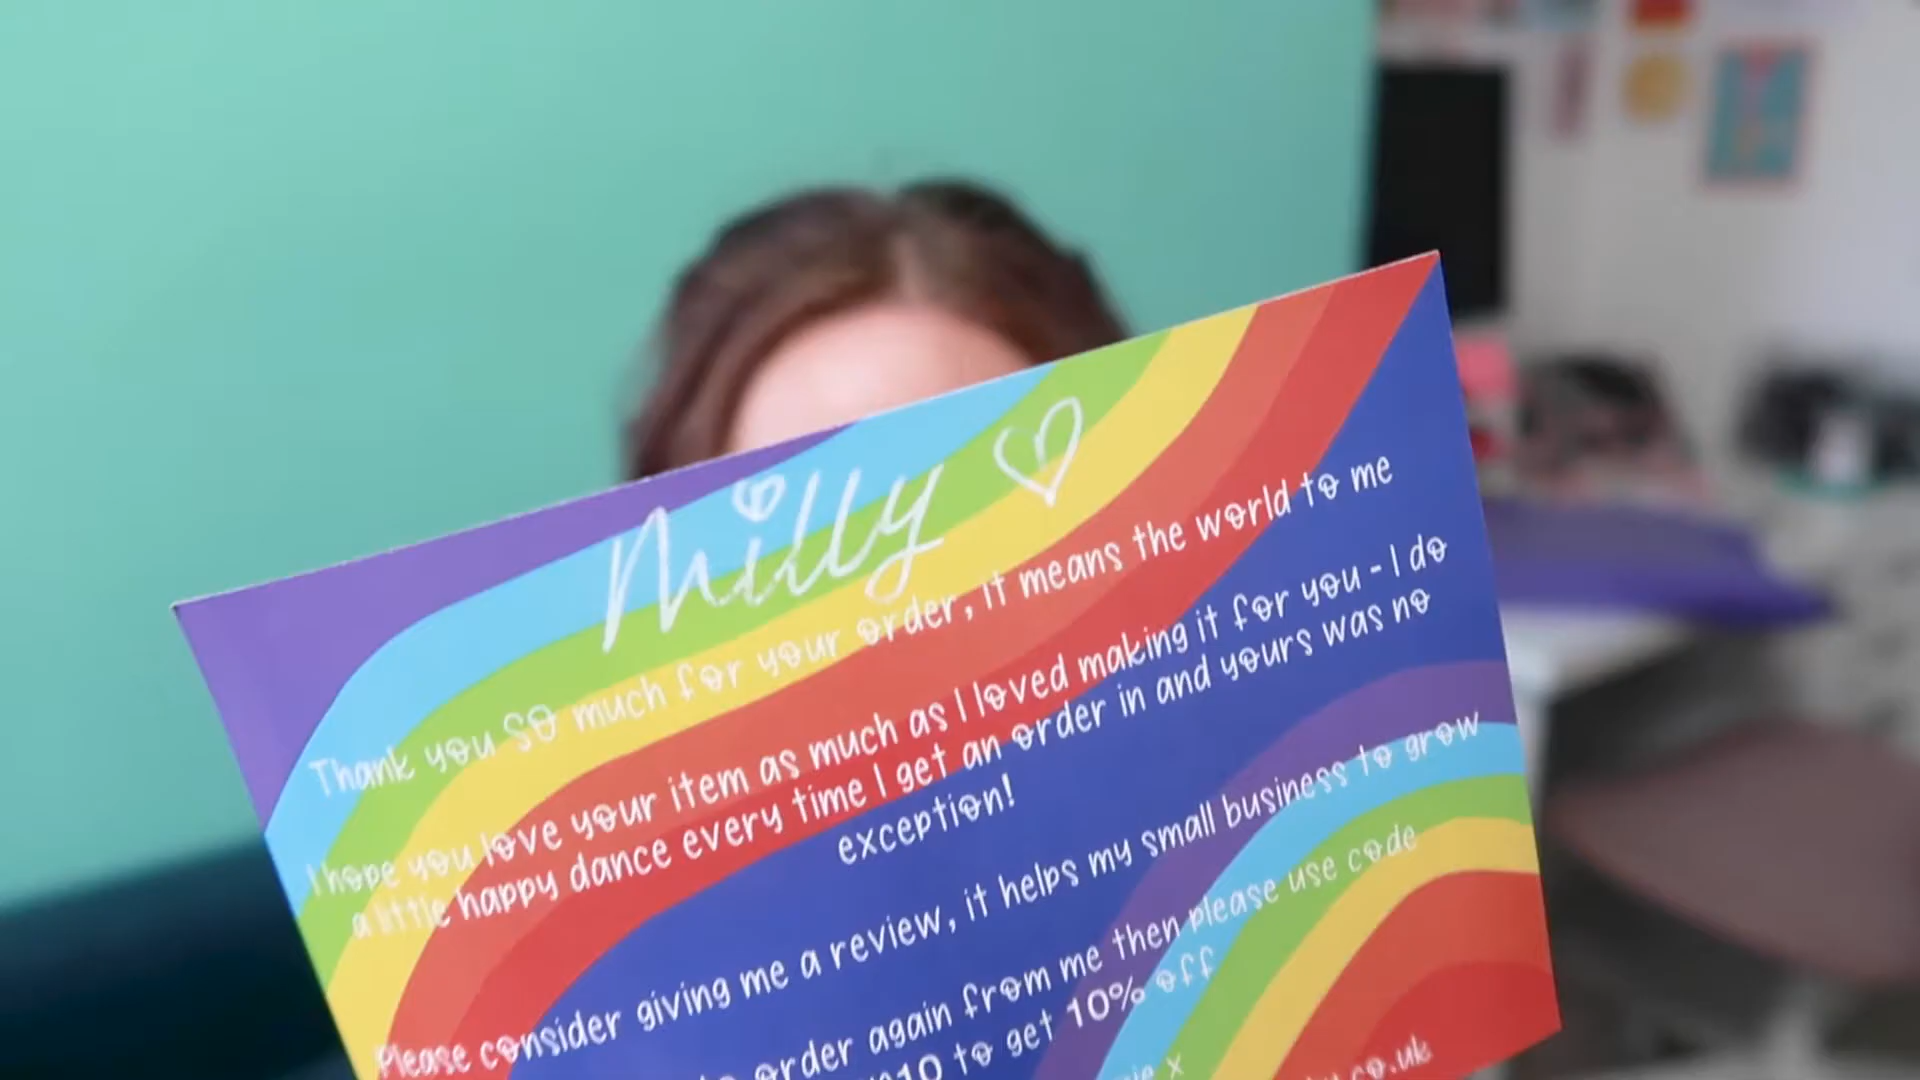 Milly
Thank you SO much for your order, it means the world to me
I hope you love your item as much as I loved making it for you - I do
a little happy dance every time I get an order in and yours was no
exception!
Please consider giving me a review, it helps my small business to grow
order again from me then please use code
to get 10% off
x